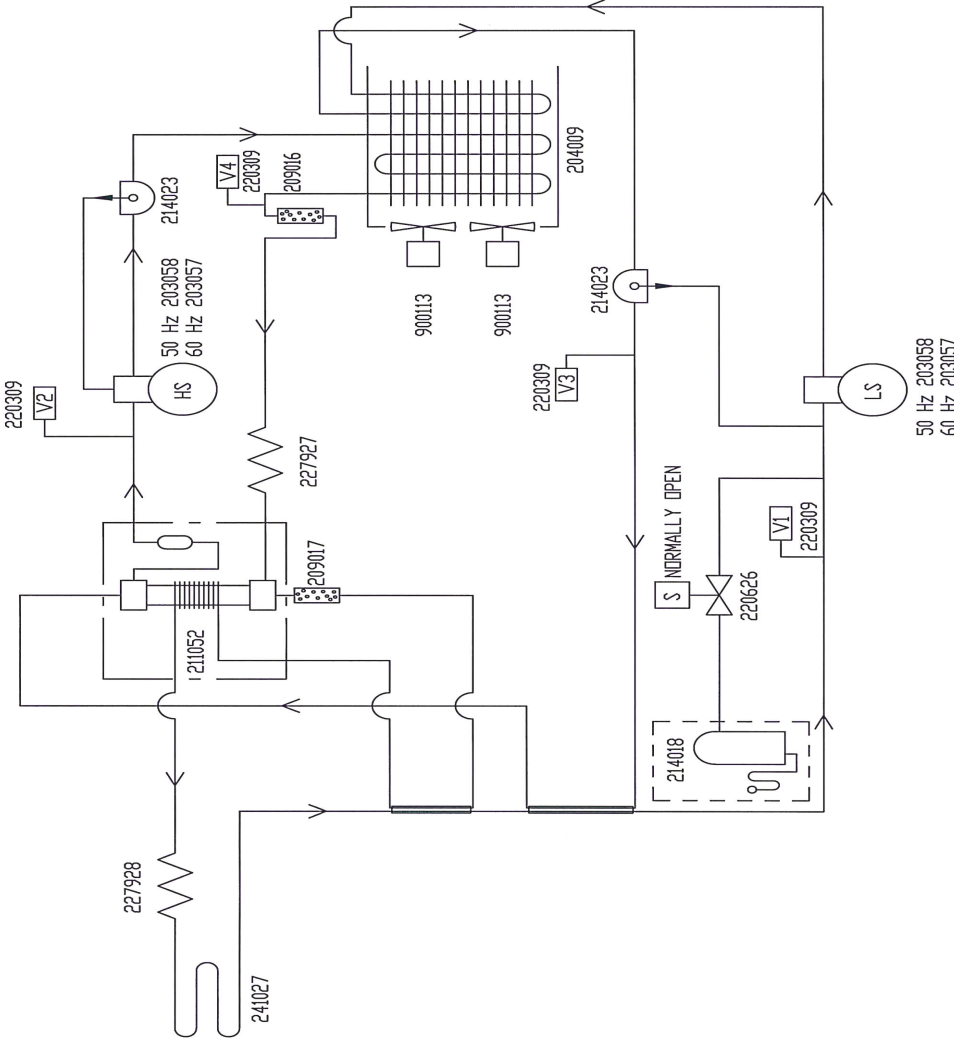 220309
V2
HS
50 Hz 203058
60 Hz 203057
214023
V4
220309
209016
204009
900113
900113
227927
209017
211052
227928
241027
214023
220309
V3
S
NORMALLY OPEN
220626
V1
220309
214018
LS
50 Hz 203058
60 Hz 203057